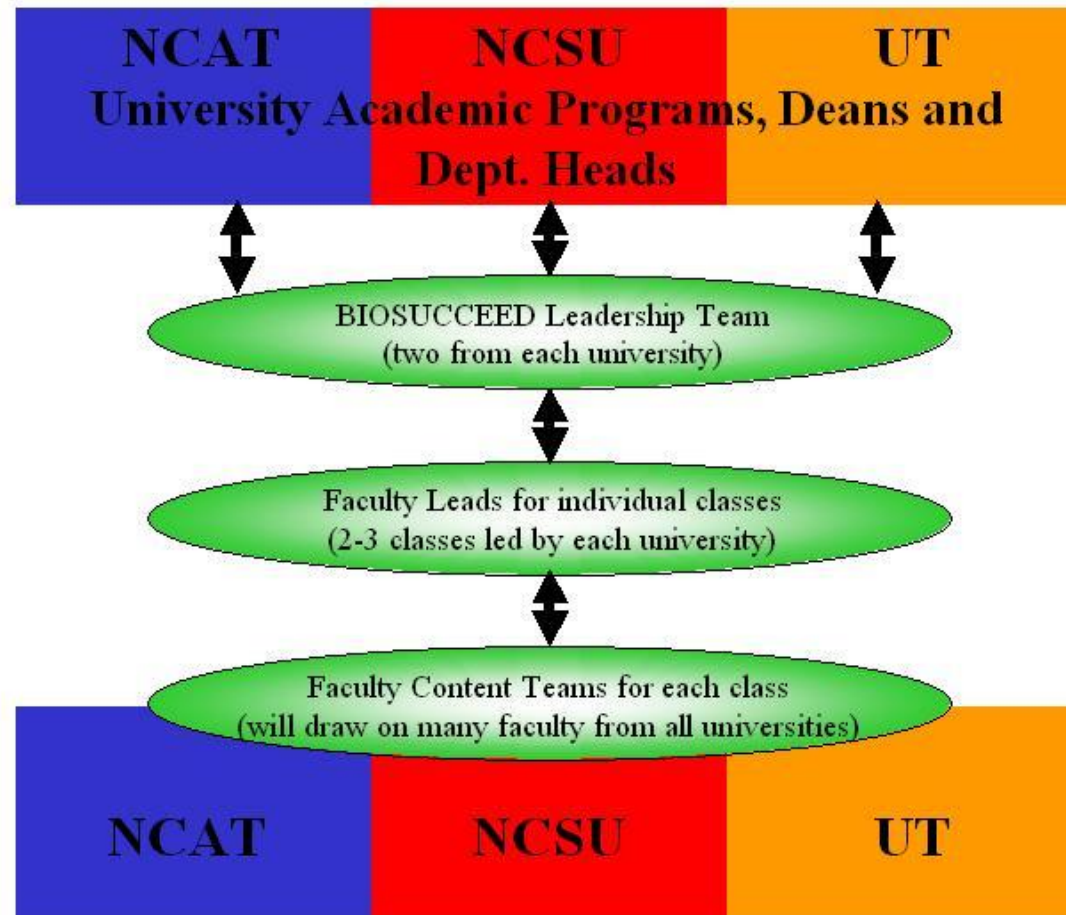 NCAT NCSU UT
University Academic Programs, Deans and
Dept. Heads
BIOSUCCEED Leadership Team
(two from each university)
Faculty Leads for individual classes
(2-3 classes led by each university)
Faculty Content Teams for each class
(will draw on many faculty from all universities)
NCAT NCSU UT